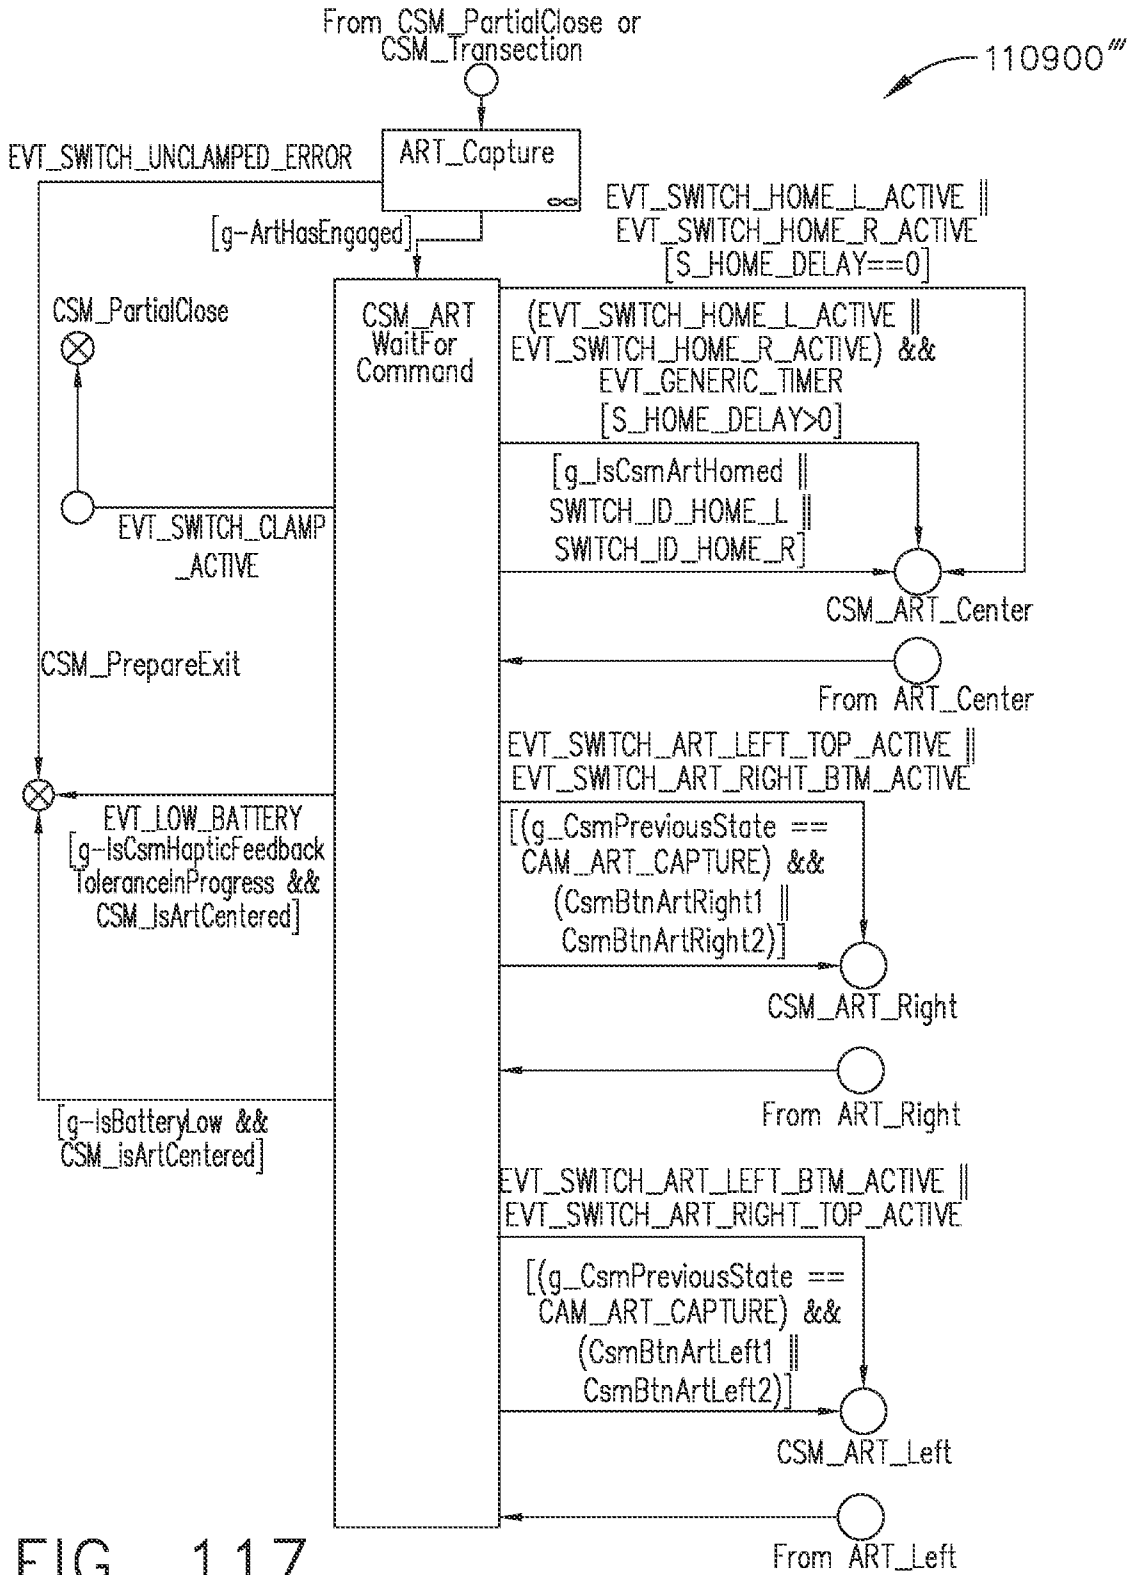 From CSM_PartialClose or
CSM_Transection
110900'''
ART_Capture
EVT_SWITCH_UNCLAMPED_ERROR
[g-ArtHasEngaged]
EVT_SWITCH_HOME_L_ACTIVE ||
EVT_SWITCH_HOME_R_ACTIVE
[S_HOME_DELAY==0]
CSM_PartialClose
CSM_ART
WaitFor
Command
(EVT_SWITCH_HOME_L_ACTIVE ||
EVT_SWITCH_HOME_R_ACTIVE) &&
EVT_GENERIC_TIMER
[S_HOME_DELAY>0]
[g_IsCsmArtHomed ||
SWITCH_ID_HOME_L ||
SWITCH_ID_HOME_R]
EVT_SWITCH_CLAMP
_ACTIVE
CSM_ART_Center
CSM_PrepareExit
From ART_Center
EVT_SWITCH_ART_LEFT_TOP_ACTIVE ||
EVT_SWITCH_ART_RIGHT_BTM_ACTIVE
EVT_LOW_BATTERY
[g-IsCsmHapticFeedback
ToleranceInProgress &&
CSM_IsArtCentered]
[(g_CsmPreviousState ==
CAM_ART_CAPTURE) &&
(CsmBtnArtRight1 ||
CsmBtnArtRight2)]
CSM_ART_Right
From ART_Right
[g-IsBatteryLow &&
CSM_isArtCentered]
EVT_SWITCH_ART_LEFT_BTM_ACTIVE ||
EVT_SWITCH_ART_RIGHT_TOP_ACTIVE
[(g_CsmPreviousState ==
CAM_ART_CAPTURE) &&
(CsmBtnArtLeft1 ||
CsmBtnArtLeft2)]
CSM_ART_Left
From ART_Left
FIG. 117